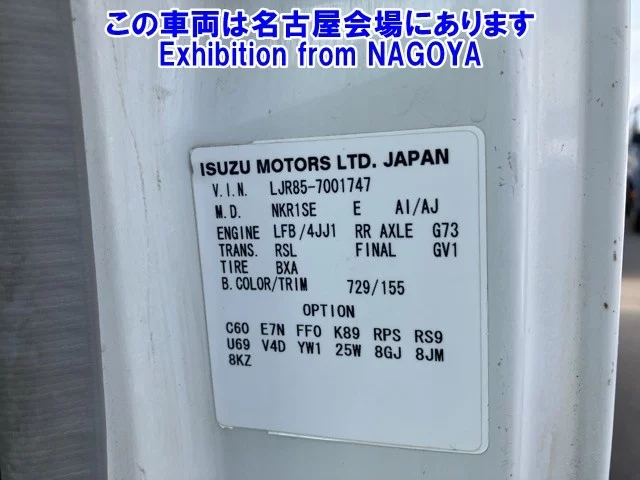 この車両は名古屋会場にあります
Exhibition from NAGOYA
ISUZU MOTORS LTD. JAPAN
V.I.N. LJR85-7001747
M.D. NKR1SE E AI/AJ
ENGINE LFB/4JJ1 RR AXLE G73
TRANS. RSL FINAL GV1
TIRE BXA
B.COLOR/TRIM 729/155
OPTION
C60 E7N FF0 K89 RPS RS9
U69 V4D YW1 25W 8GJ 8JM
8KZ